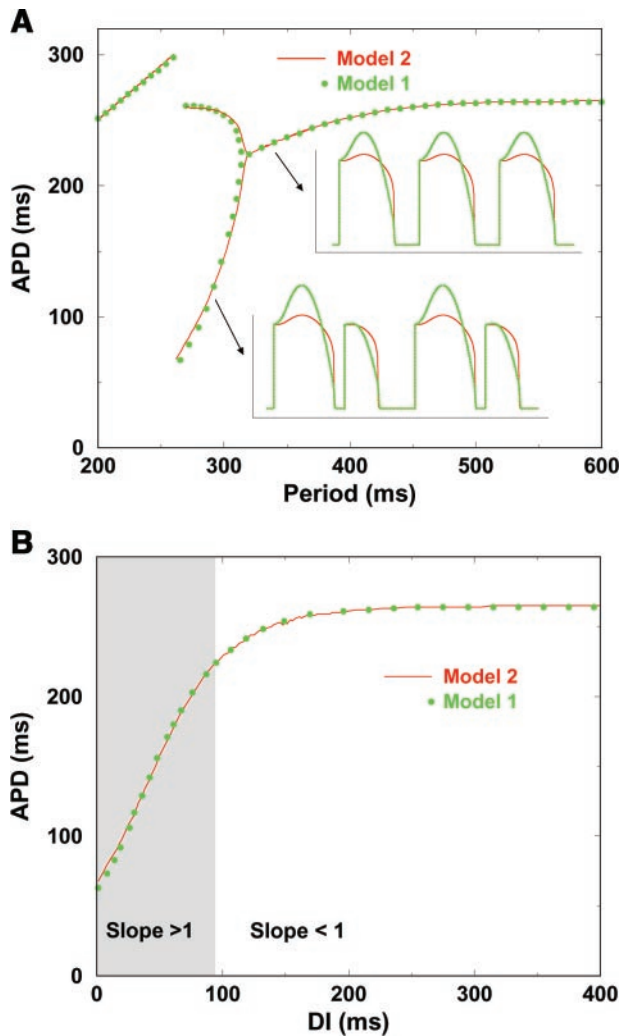 A
300
Model 2
Model 1
200
APD (ms)
100
0
200 300 400 500 600
Period (ms)
B
300
200
Model 2
Model 1
APD (ms)
100
Slope >1 Slope < 1
0
0 100 200 300 400
DI (ms)